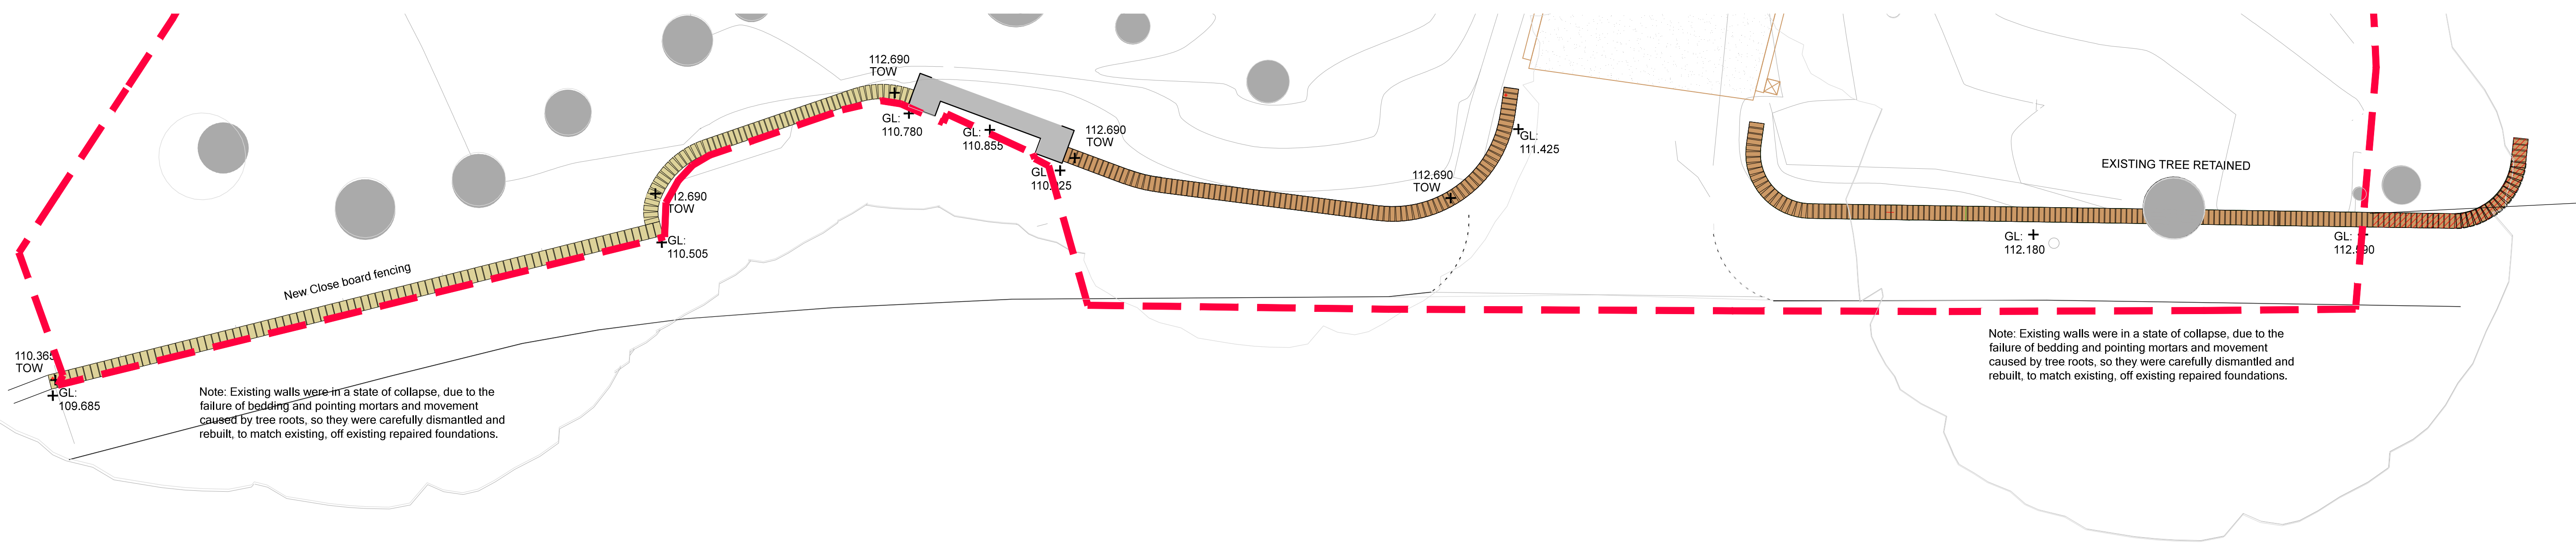 112.690
TOW
GL:
110.780
GL:
110.855
112.690
TOW
GL:
111.425
112.690
TOW
EXISTING TREE RETAINED
GL:
112.690
TOW
GL:
110.505
GL:
112.180
GL:
New Close board fencing
110.365
TOW
GL:
109.685
Note: Existing walls were in a state of collapse, due to the
failure of bedding and pointing mortars and movement
caused by tree roots, so they were carefully dismantled and
rebuilt, to match existing, off existing repaired foundations.
Note: Existing walls were in a state of collapse, due to the
failure of bedding and pointing mortars and movement
caused by tree roots, so they were carefully dismantled and
rebuilt, to match existing, off existing repaired foundations.